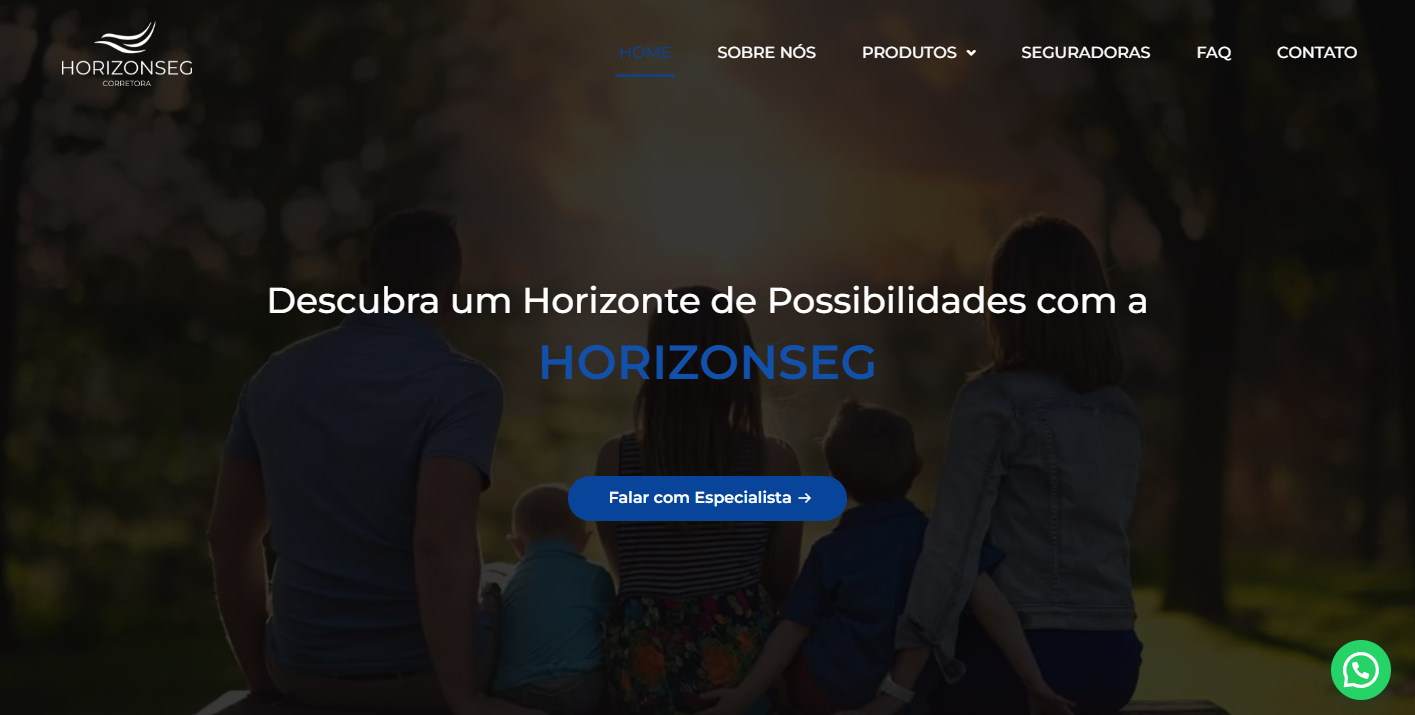 HORIZONSEG
CORRETORA
HOME
SOBRE NÓS
PRODUTOS
SEGURADORAS
FAQ
CONTATO
Descubra um Horizonte de Possibilidades com a
HORIZONSEG
Falar com Especialista →